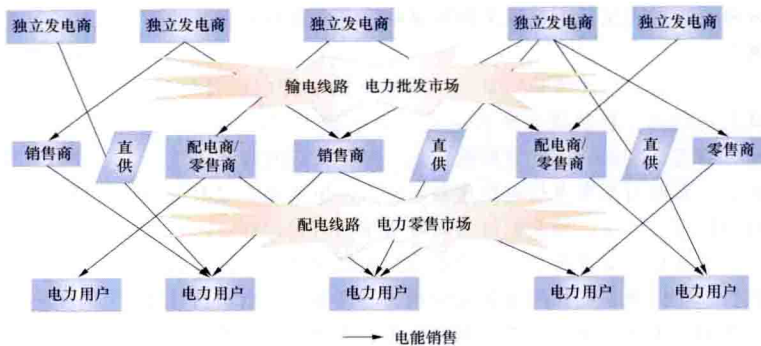 独立发电商 独立发电商 独立发电商 独立发电商 独立发电商
输电线路 电力批发市场
销售商 直供 配电商/零售商 销售商 直供 配电商/零售商 直供 零售商
配电线路 电力零售市场
电力用户 电力用户 电力用户 电力用户 电力用户
电能销售